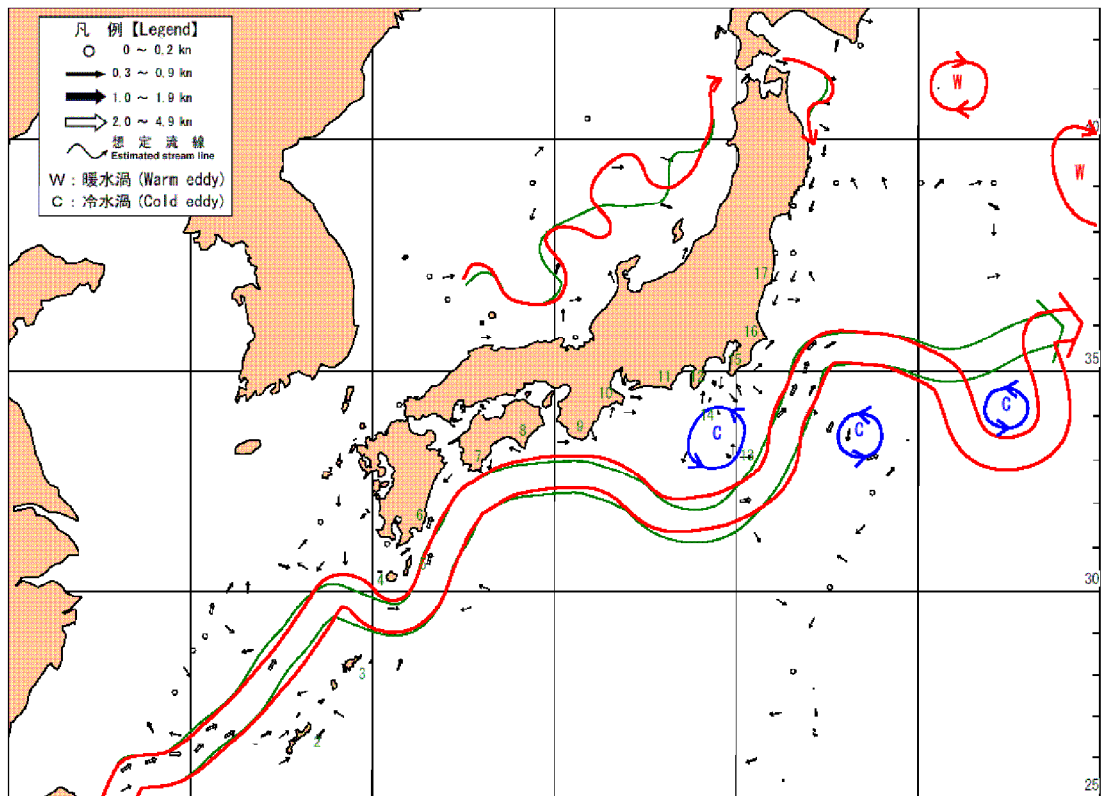 凡 例【Legend】
0 ~ 0.2 kn
0.3 ~ 0.9 kn
1.0 ~ 1.9 kn
2.0 ~ 4.9 kn
想 定 流 線
Estimated stream line
W : 暖水渦 (Warm eddy)
C : 冷水渦 (Cold eddy)
W
40
W
17
16
15
35
11
10
14
C
C
C
9
8
7
13
6
5
4
30
3
2
25